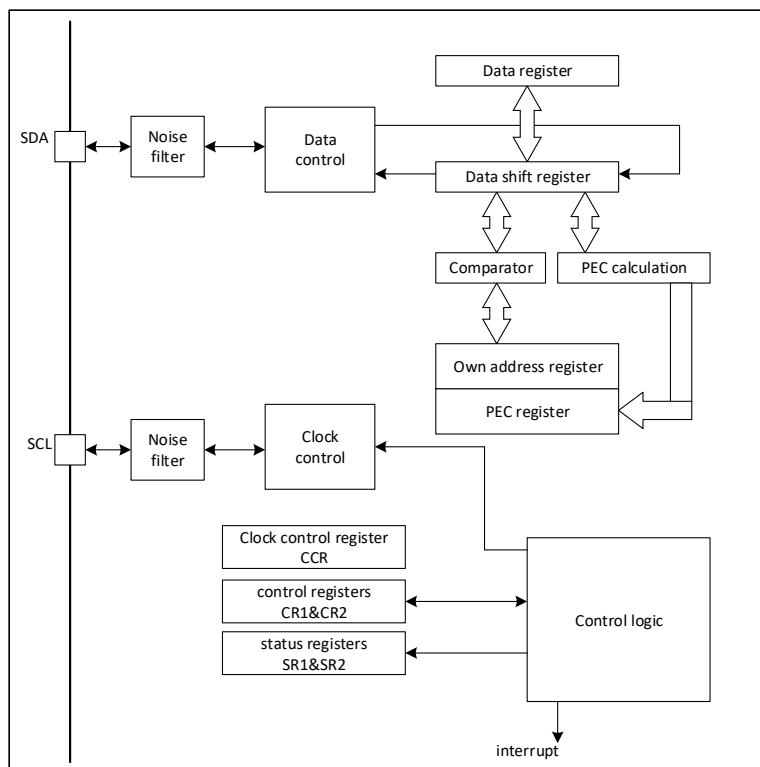 Data register
SDA
Noise
filter
Data
control
Data shift register
Comparator
PEC calculation
Own address register
PEC register
SCL
Noise
filter
Clock
control
Clock control register
CCR
control registers
CR1&CR2
Control logic
status registers
SR1&SR2
interrupt